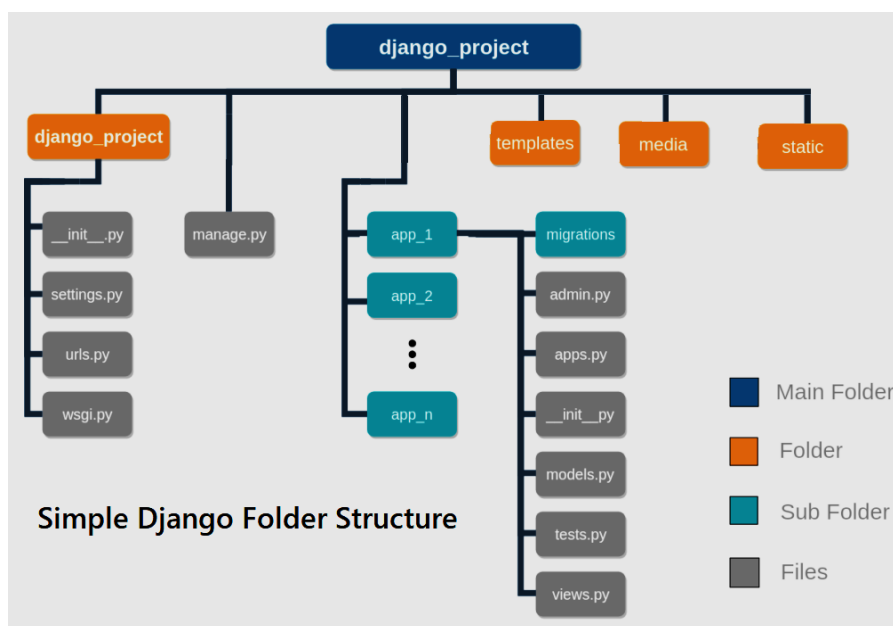 django_project
django_project
templates
media
static
__init__.py
manage.py
app_1
migrations
settings.py
app_2
admin.py
urls.py
apps.py
wsgi.py
app_n
__init__py
models.py
tests.py
views.py
Main Folder
Folder
Sub Folder
Files
Simple Django Folder Structure